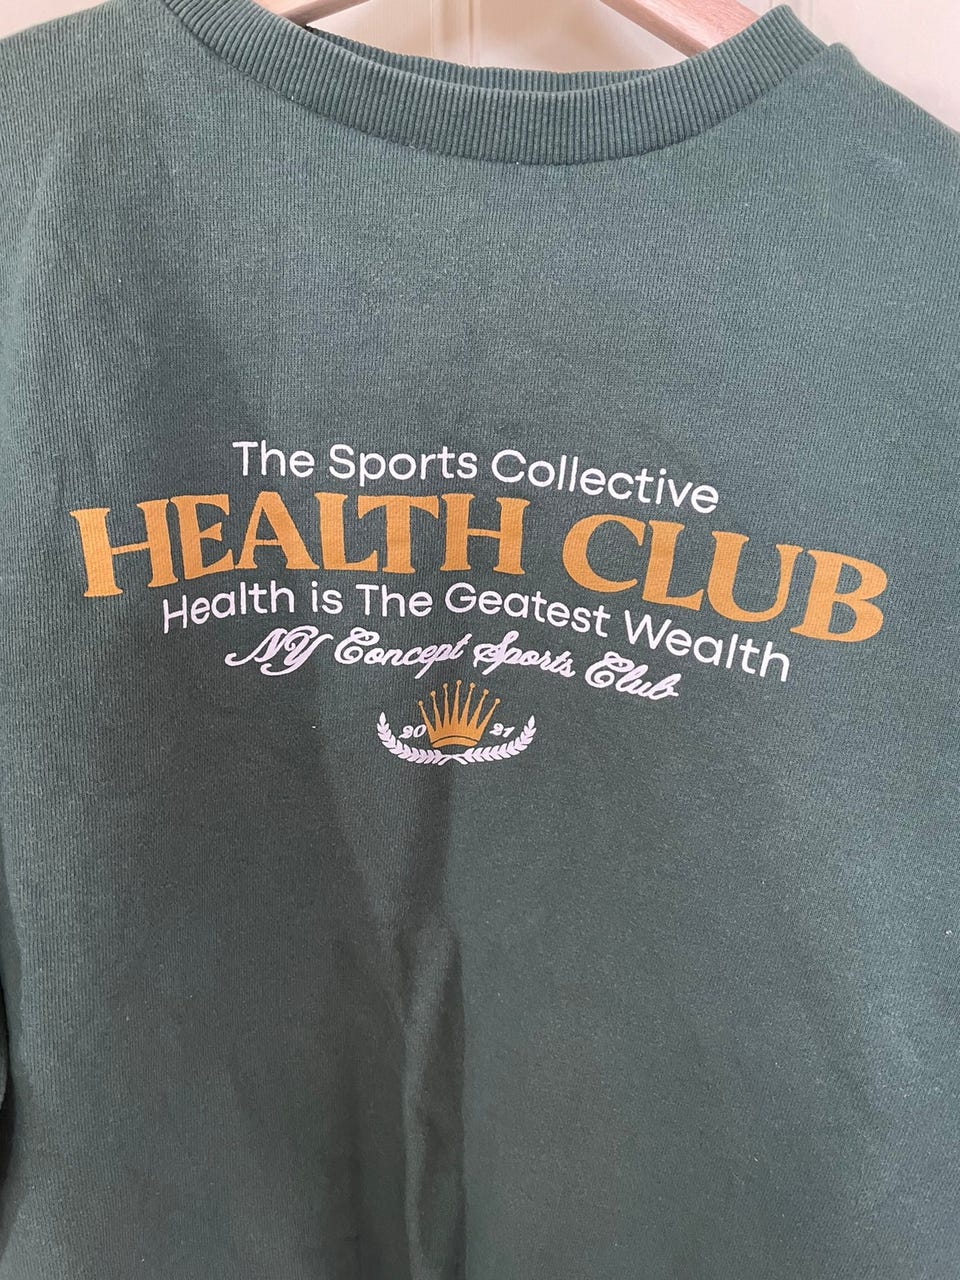 The Sports Collective
HEALTH CLUB
Health is The Geatest Wealth
NY Concept Sports Club
20 21